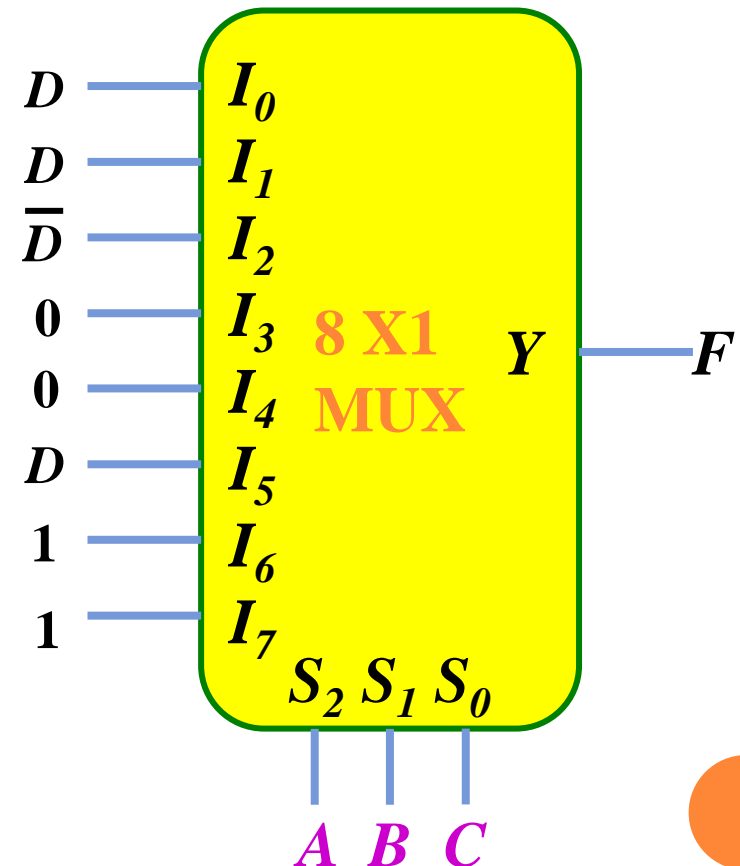 D I₀
D I₁
D̅ I₂
0 I₃
8 X1
Y F
0 I₄
MUX
D I₅
1 I₆
1 I₇
S₂ S₁ S₀
A B C